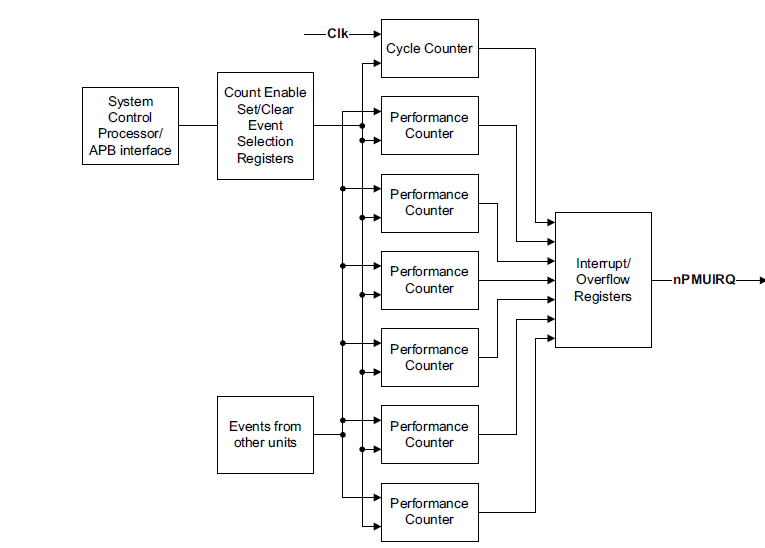 Clk
Cycle Counter
System
Control
Processor/
APB interface
Count Enable
Set/Clear
Event
Selection
Registers
Performance
Counter
Performance
Counter
Performance
Counter
Performance
Counter
Performance
Counter
Performance
Counter
Events from
other units
Interrupt/
Overflow
Registers
nPMUIRQ